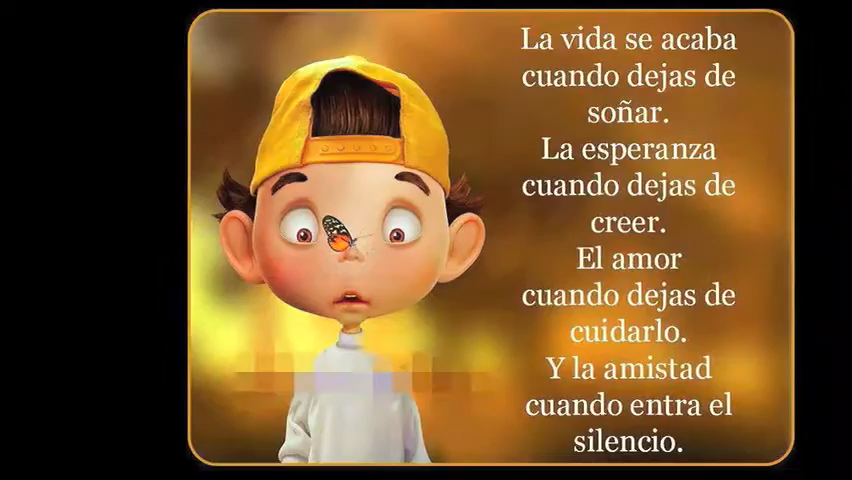 La vida se acaba
cuando dejas de
soñar.
La esperanza
cuando dejas de
creer.
El amor
cuando dejas de
cuidarlo.
Y la amistad
cuando entra el
silencio.